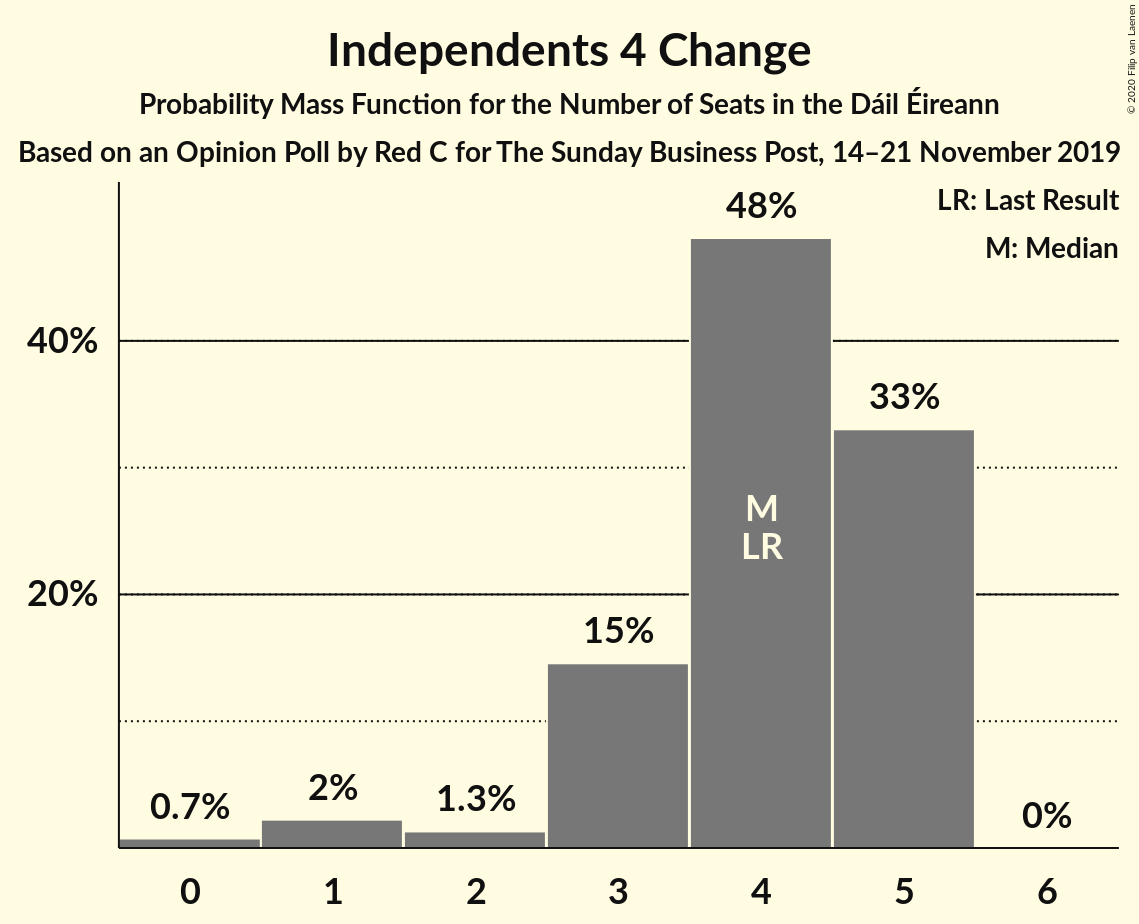 Independents 4 Change
Probability Mass Function for the Number of Seats in the Dáil Éireann
Based on an Opinion Poll by Red C for The Sunday Business Post, 14–21 November 2019
© 2020 Filip van Laenen
LR: Last Result
M: Median
48%
40%
33%
M
LR
20%
15%
2%
1.3%
0.7%
0%
0 1 2 3 4 5 6